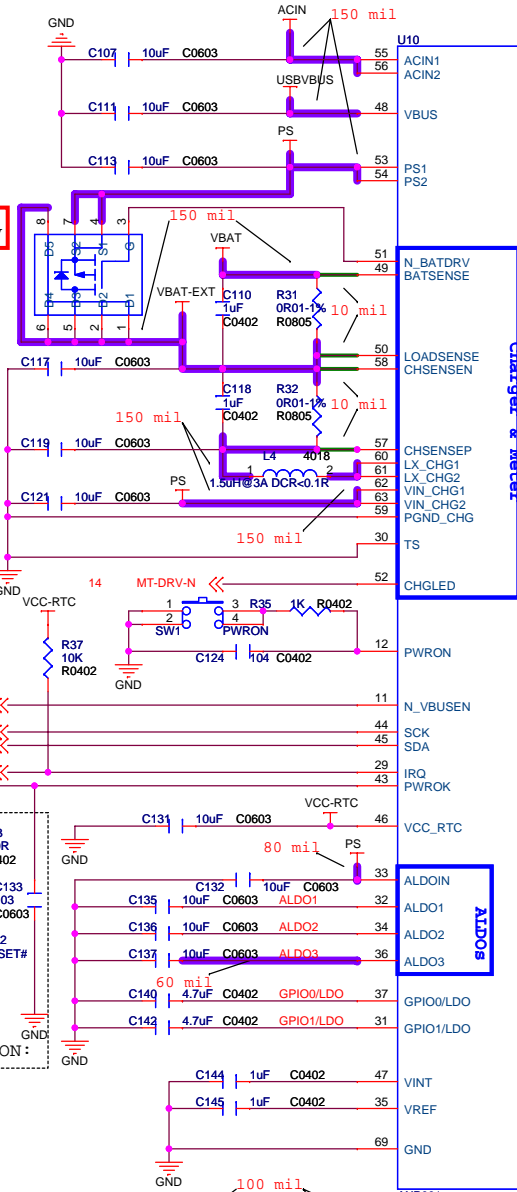 ACIN
150 mil
GND
U10
C107 10uF C0603
55 ACIN1
56 ACIN2
USBVBUS
C111 10uF C0603
48 VBUS
PS
C113 10uF C0603
53 PS1
54 PS2
8 7 4 3
D5 S2 S1 G
D4 D3 D2 D1
6 5 2 1
150 mil
VBAT
51 N_BATDRV
49 BATSENSE
VBAT-EXT
C110
1uF
C0402
R31
0R01-1%
R0805
10 mil
150 mil
50 LOADSENSE
58 CHSENSEN
Charger & Meter
C117 10uF C0603
C118
1uF
C0402
R32
0R01-1%
R0805
10 mil
150 mil
C119 10uF C0603
57 CHSENSEP
L4 4018
1 2
1.5uH@3A DCR<0.1R
60 LX_CHG1
61 LX_CHG2
62 VIN_CHG1
63 VIN_CHG2
59 PGND_CHG
PS
C121 10uF C0603
150 mil
30 TS
GND
14 MT-DRV-N
52 CHGLED
VCC-RTC
1 3
2 4
SW1 PWRON
R35 1K R0402
R37
10K
R0402
C124 104 C0402
12 PWRON
GND
11 N_VBUSEN
44 SCK
45 SDA
29 IRQ
43 PWROK
VCC-RTC
C131 10uF C0603
46 VCC_RTC
GND
80 mil
PS
C132 10uF C0603
33 ALDOIN
C133
C0603
SET#
C135 10uF C0603 ALDO1
32 ALDO1
C136 10uF C0603 ALDO2
34 ALDO2
C137 10uF C0603 ALDO3
36 ALDO3
ALDOs
60 mil
C140 4.7uF C0402 GPIO0/LDO
37 GPIO0/LDO
C142 4.7uF C0402 GPIO1/LDO
31 GPIO1/LDO
GND
ON:
GND
C144 1uF C0402
47 VINT
C145 1uF C0402
35 VREF
69 GND
GND
100 mil